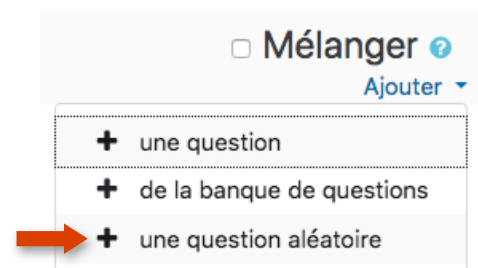 Mélanger ?
Ajouter
+ une question
+ de la banque de questions
+ une question aléatoire